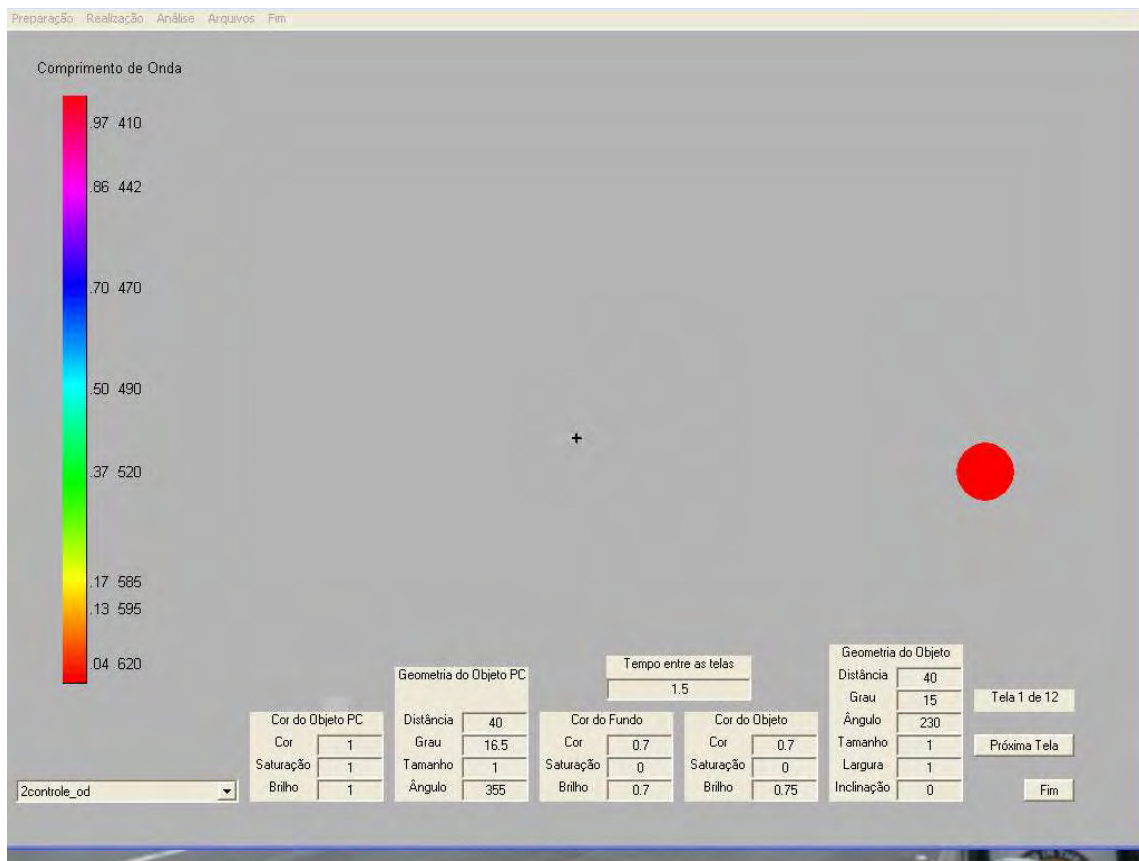 Preparação Realização Análise Arquivos Fim
Comprimento de Onda
.97 410
.86 442
.70 470
.50 490
.37 520
.17 585
.13 595
.04 620
2controle_od
Cor do Objeto PC
Cor 1
Saturação 1
Brilho 1
Geometria do Objeto PC
Distância 40
Grau 16.5
Tamanho 1
Ângulo 355
Tempo entre as telas
1.5
Cor do Fundo
Cor 0.7
Saturação 0
Brilho 0.7
Cor do Objeto
Cor 0.7
Saturação 0
Brilho 0.75
Geometria do Objeto
Distância 40
Grau 15
Ângulo 230
Tamanho 1
Largura 1
Inclinação 0
Tela 1 de 12
Próxima Tela
Fim